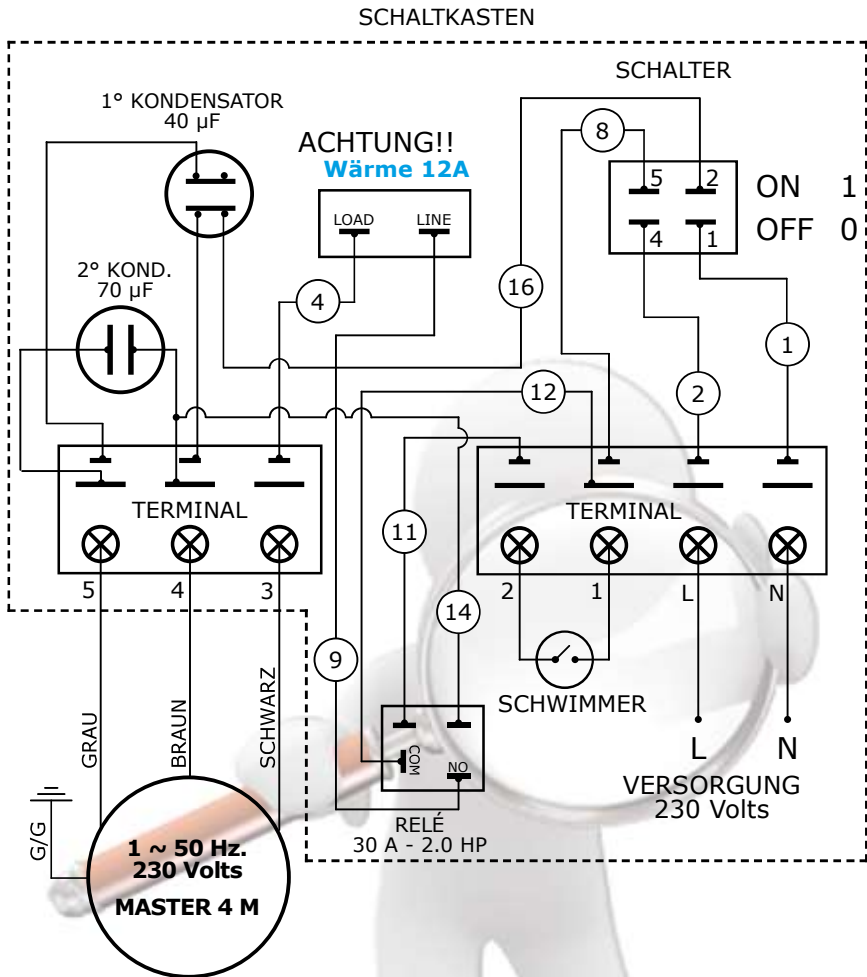 SCHALTKASTEN
SCHALTER
1° KONDENSATOR
40 µF
ACHTUNG!!
Wärme 12A
8
5
2
ON 1
LOAD
LINE
4
1
OFF 0
2° KOND.
70 µF
4
16
1
12
2
TERMINAL
TERMINAL
11
5
4
3
2
1
L
N
14
9
SCHWIMMER
GRAU
BRAUN
SCHWARZ
COM
NO
L
N
VERSORGUNG
230 Volts
RELÉ
30 A - 2.0 HP
G/G
1 ~ 50 Hz.
230 Volts
MASTER 4 M